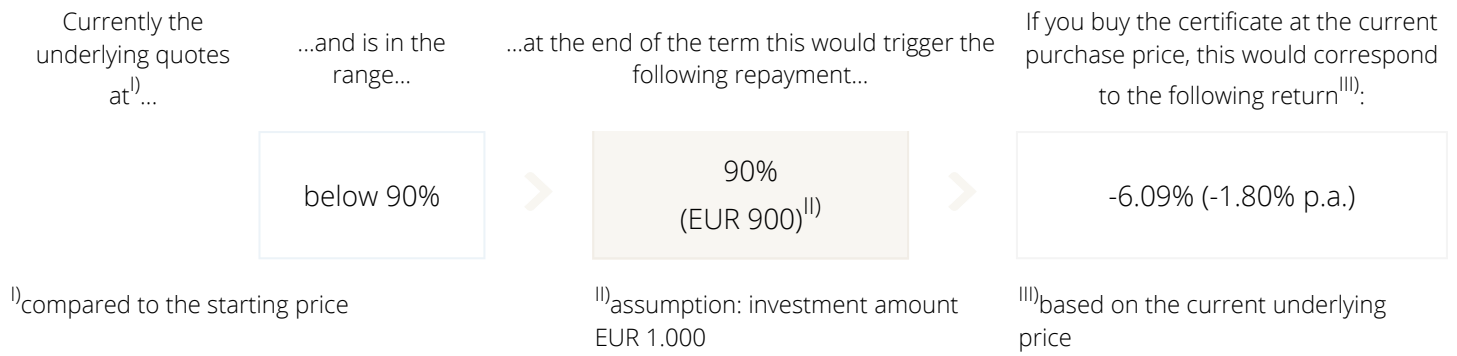 Currently the
underlying quotes
at^I)...
...and is in the
range...
...at the end of the term this would trigger the
following repayment...
If you buy the certificate at the current
purchase price, this would correspond
to the following return^III):
below 90%
90%
(EUR 900)^II)
-6.09% (-1.80% p.a.)
^I)compared to the starting price
^II)assumption: investment amount
EUR 1.000
^III)based on the current underlying
price